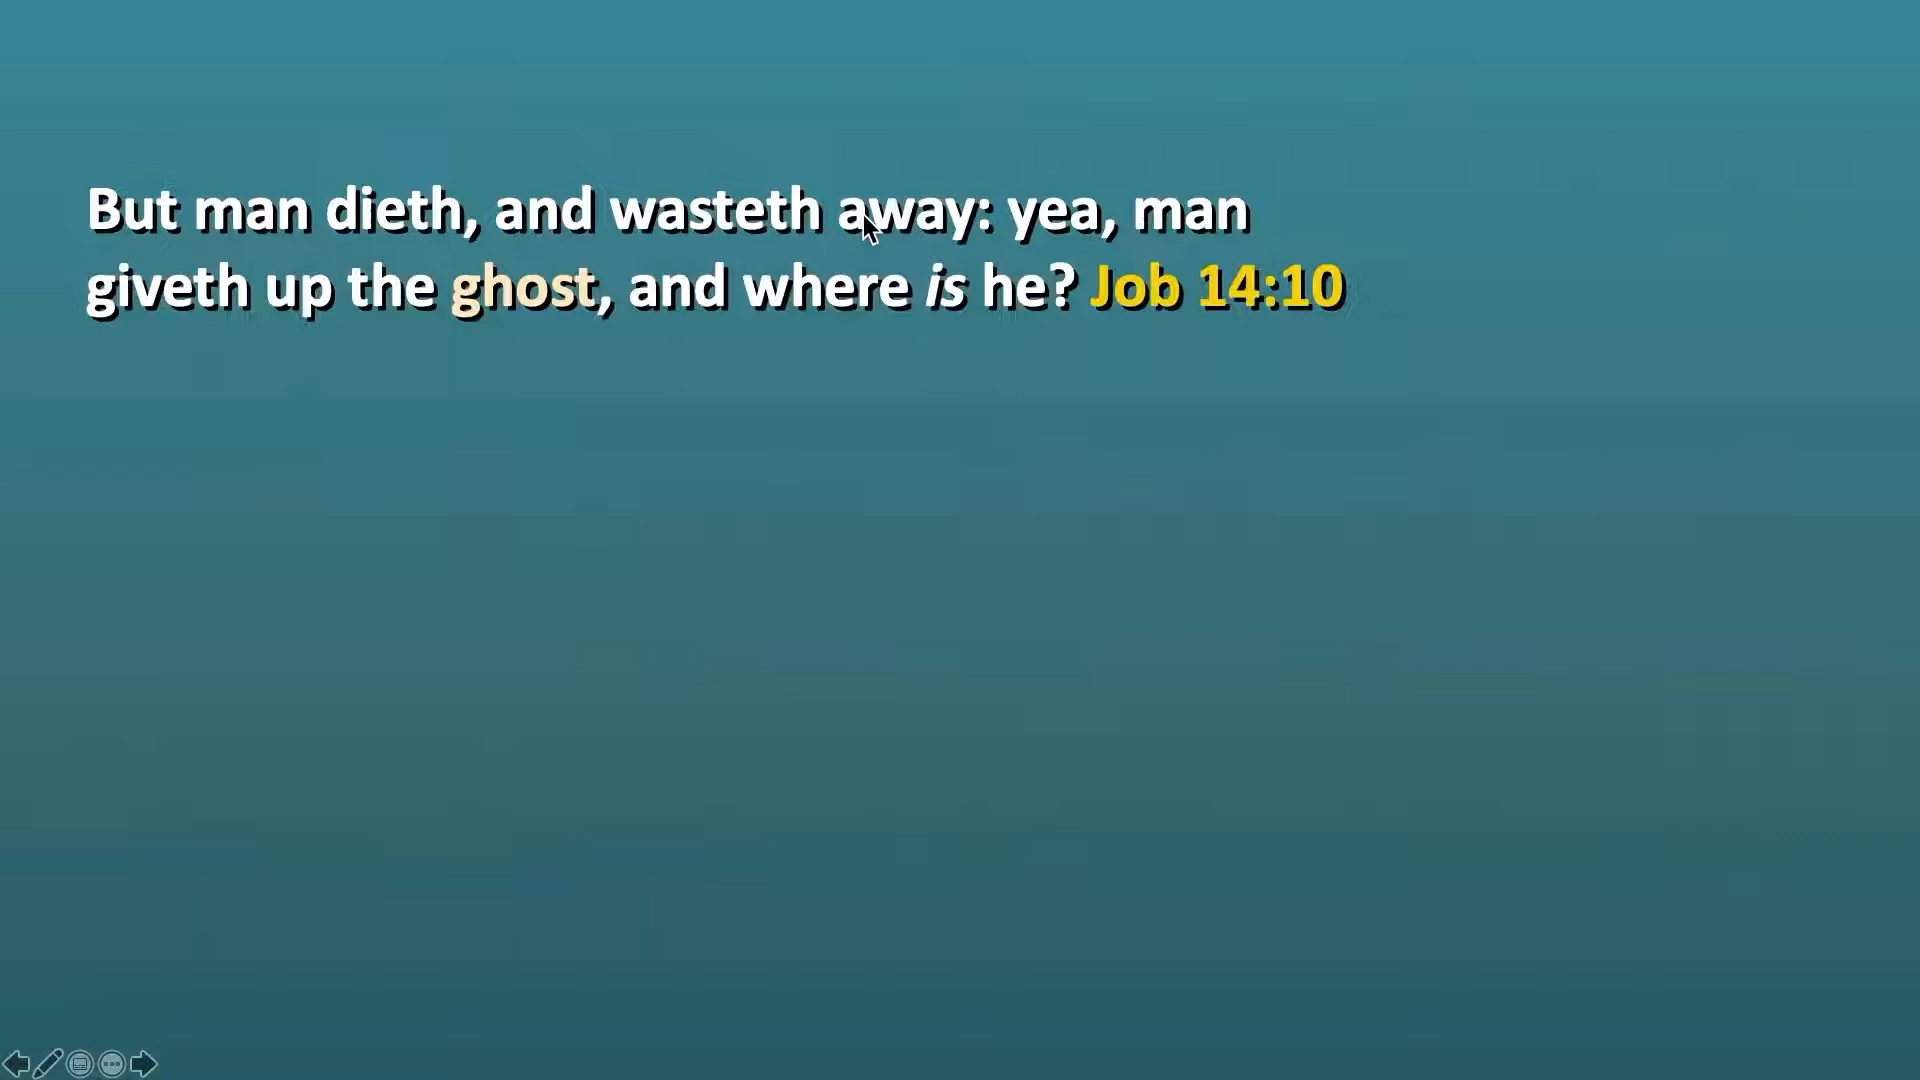 But man dieth, and wasteth away: yea, man
giveth up the ghost, and where is he? Job 14:10